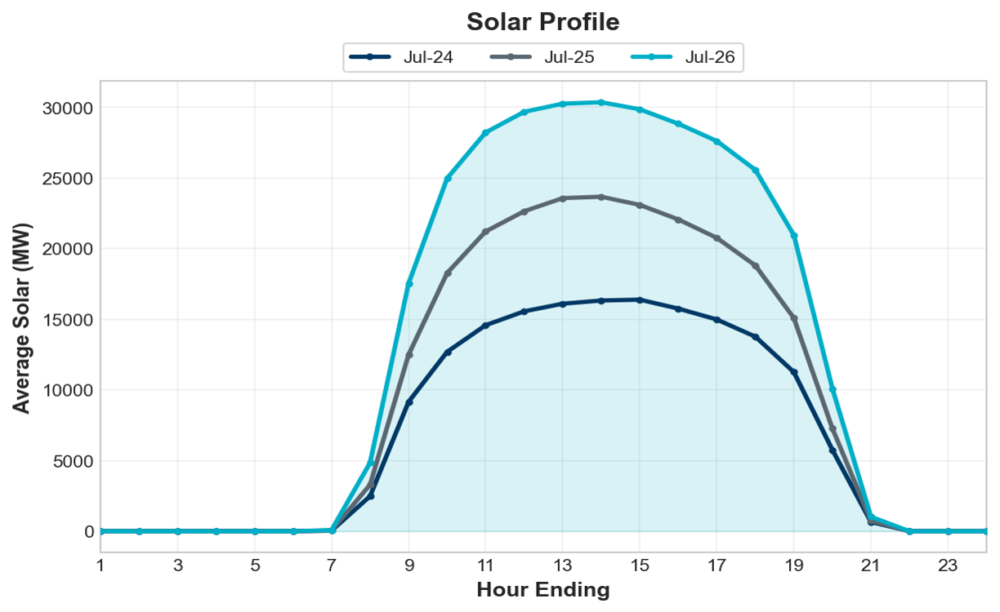 Solar Profile
Jul-24 Jul-25 Jul-26
30000
25000
20000
15000
10000
5000
0
Average Solar (MW)
1 3 5 7 9 11 13 15 17 19 21 23
Hour Ending